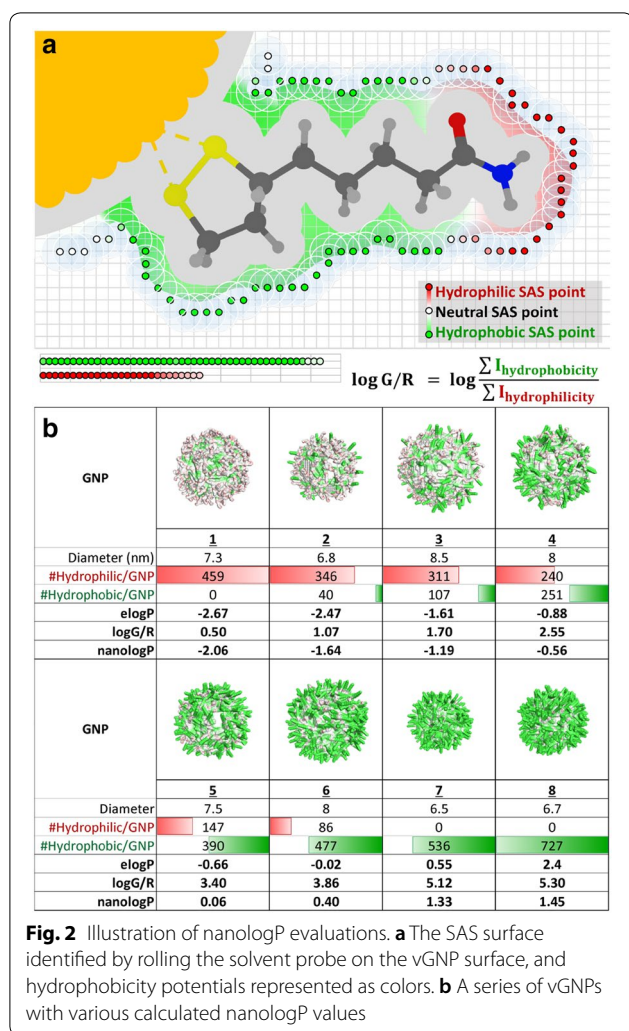 a
Hydrophilic SAS point
Neutral SAS point
Hydrophobic SAS point
log G/R = log ∑ I hydrophobicity / ∑ I hydrophilicity
b
GNP
1 2 3 4
Diameter (nm) 7.3 6.8 8.5 8
#Hydrophilic/GNP 459 346 311 240
#Hydrophobic/GNP 0 40 107 251
elogP -2.67 -2.47 -1.61 -0.88
logG/R 0.50 1.07 1.70 2.55
nanologP -2.06 -1.64 -1.19 -0.56
GNP
5 6 7 8
Diameter 7.5 8 6.5 6.7
#Hydrophilic/GNP 147 86 0 0
#Hydrophobic/GNP 390 477 536 727
elogP -0.66 -0.02 0.55 2.4
logG/R 3.40 3.86 5.12 5.30
nanologP 0.06 0.40 1.33 1.45
Fig. 2 Illustration of nanologP evaluations. a The SAS surface
identified by rolling the solvent probe on the vGNP surface, and
hydrophobicity potentials represented as colors. b A series of vGNPs
with various calculated nanologP values